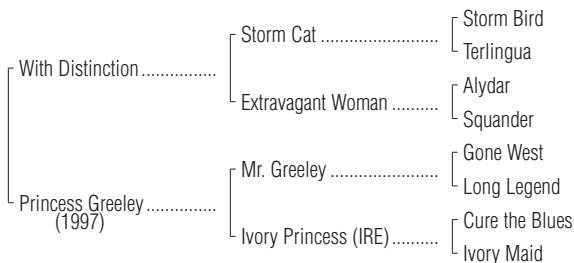 Storm Bird
Storm Cat ..........................
Terlingua
With Distinction ................
Alydar
Extravagant Woman ..........
Squander
Gone West
Mr. Greeley .......................
Long Legend
Princess Greeley ...............
(1997)
Cure the Blues
Ivory Princess (IRE) ..........
Ivory Maid